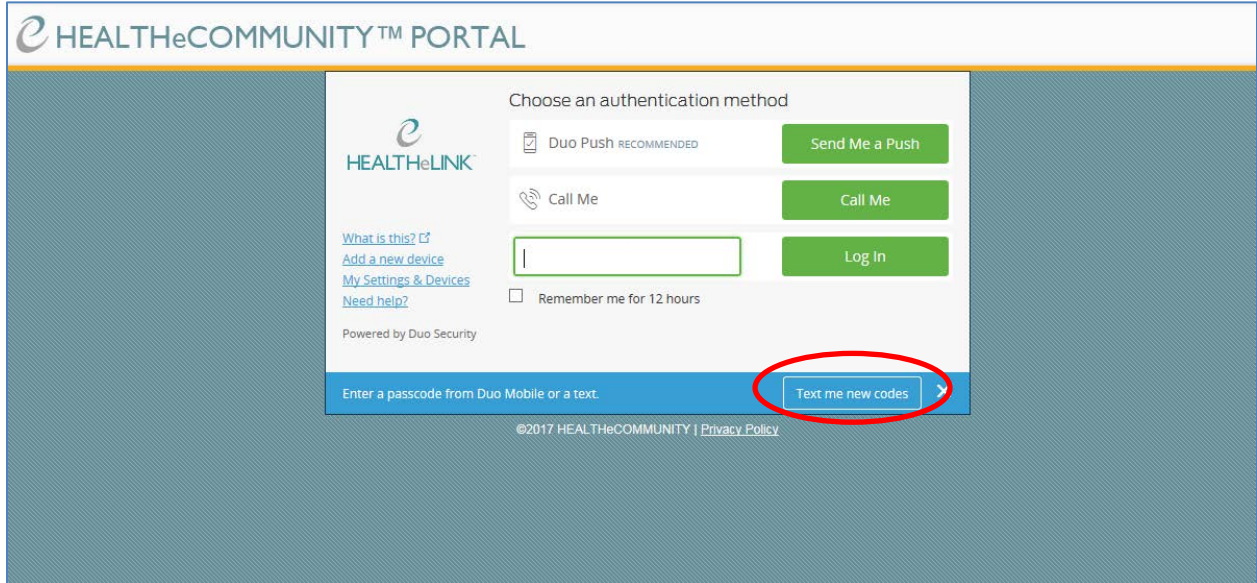 HEALTHeCOMMUNITY™ PORTAL
Choose an authentication method
HEALTHeLINK™
Duo Push RECOMMENDED
Send Me a Push
Call Me
Call Me
What is this?
Add a new device
My Settings & Devices
Need help?
Powered by Duo Security
Log In
Remember me for 12 hours
Enter a passcode from Duo Mobile or a text.
Text me new codes
©2017 HEALTHeCOMMUNITY | Privacy Policy